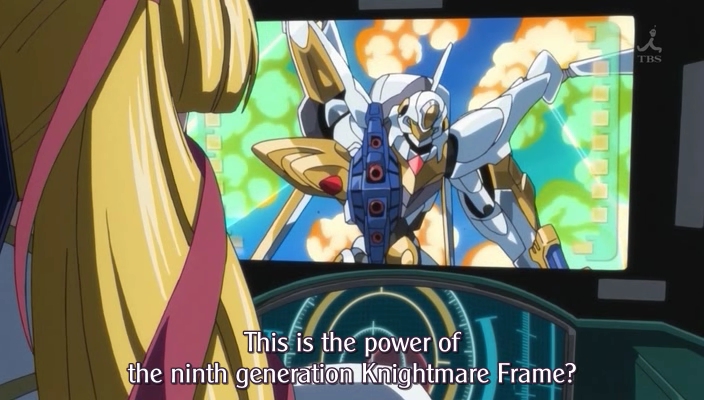 TBS
This is the power of
the ninth generation Knightmare Frame?